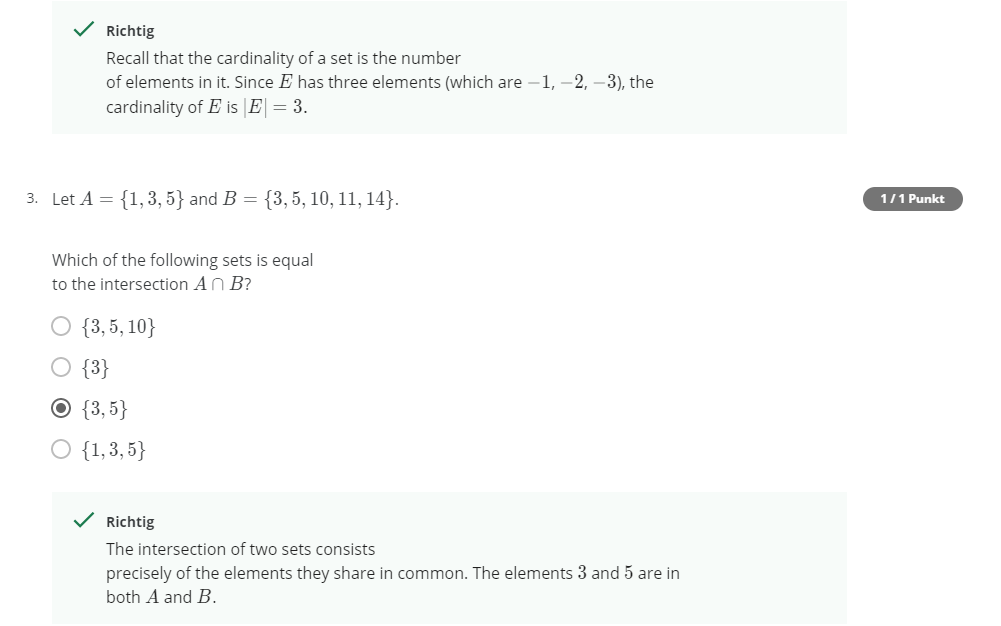 Richtig
Recall that the cardinality of a set is the number
of elements in it. Since E has three elements (which are −1, −2, −3), the
cardinality of E is |E| = 3.
3. Let A = {1, 3, 5} and B = {3, 5, 10, 11, 14}.
1 / 1 Punkt
Which of the following sets is equal
to the intersection A ∩ B?
{3, 5, 10}
{3}
{3, 5}
{1, 3, 5}
Richtig
The intersection of two sets consists
precisely of the elements they share in common. The elements 3 and 5 are in
both A and B.